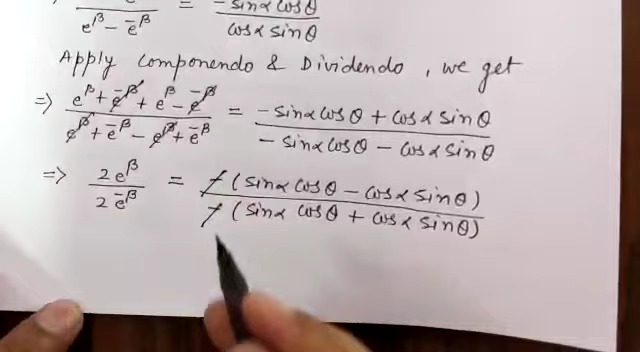 e^β - e^-β = -sinα cosθ / cosα sinθ
Apply Componendo & Dividendo, we get
=> (e^β + e^-β + e^β - e^-β) / (e^β + e^-β - e^β + e^-β) = (-sinα cosθ + cosα sinθ) / (-sinα cosθ - cosα sinθ)
=> 2e^β / 2e^-β = -(sinα cosθ - cosα sinθ) / -(sinα cosθ + cosα sinθ)